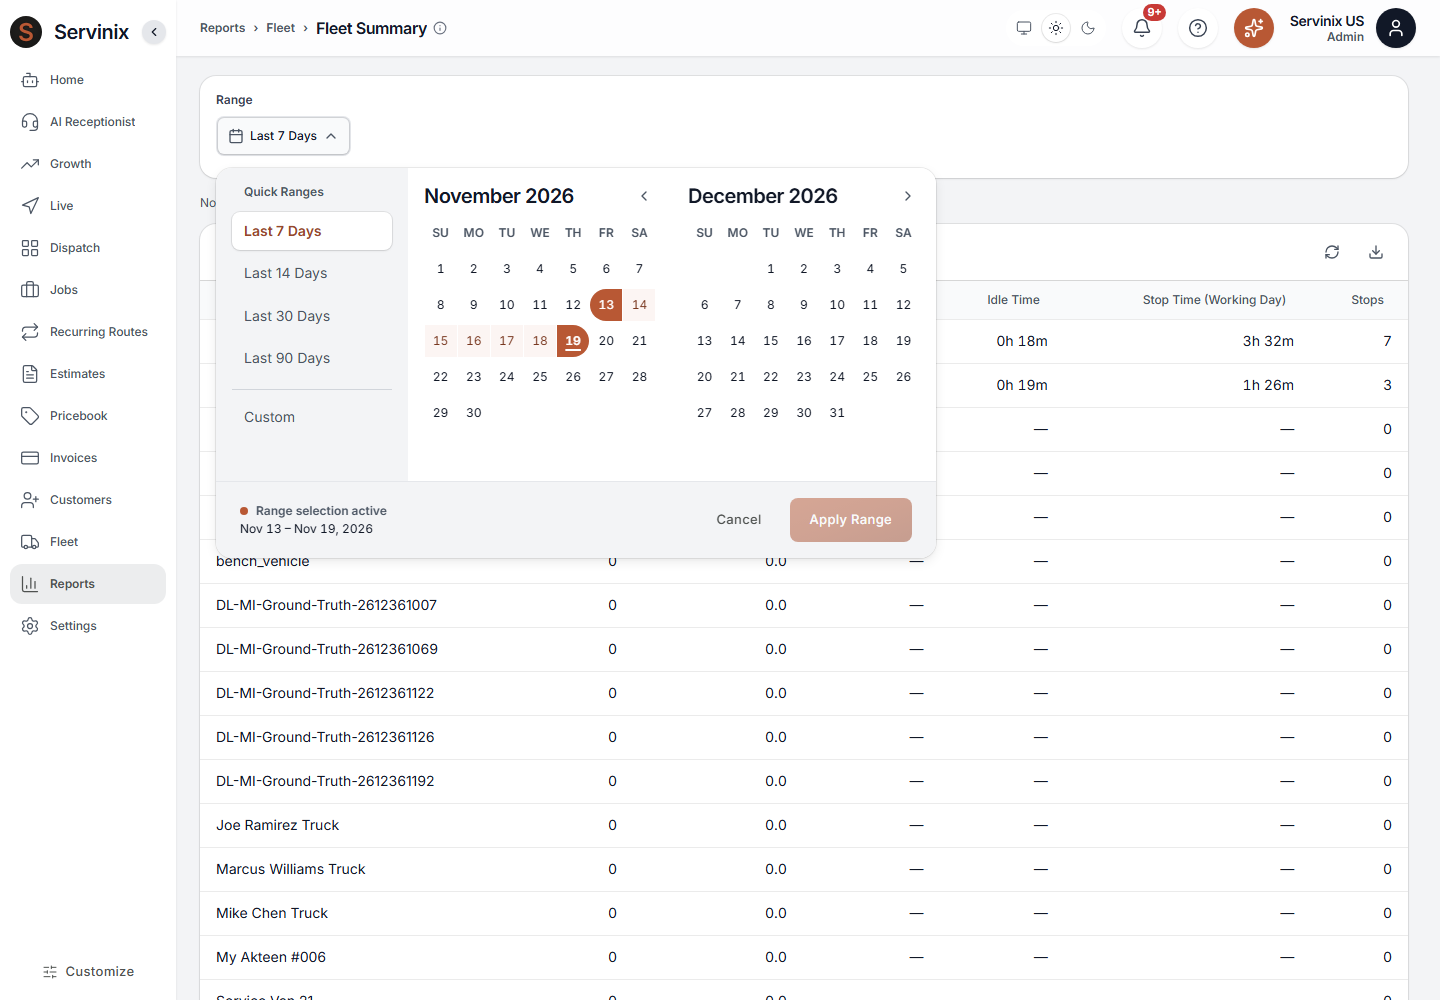 S Servinix
Reports › Fleet › Fleet Summary
9+
Servinix US
Admin
Home
AI Receptionist
Growth
Live
Dispatch
Jobs
Recurring Routes
Estimates
Pricebook
Invoices
Customers
Fleet
Reports
Settings
Customize
Range
Last 7 Days
No
Quick Ranges
Last 7 Days
Last 14 Days
Last 30 Days
Last 90 Days
Custom
November 2026
SU MO TU WE TH FR SA
1 2 3 4 5 6 7
8 9 10 11 12 13 14
15 16 17 18 19 20 21
22 23 24 25 26 27 28
29 30
December 2026
SU MO TU WE TH FR SA
1 2 3 4 5
6 7 8 9 10 11 12
13 14 15 16 17 18 19
20 21 22 23 24 25 26
27 28 29 30 31
Range selection active
Nov 13 – Nov 19, 2026
Cancel
Apply Range
Idle Time Stop Time (Working Day) Stops
0h 18m 3h 32m 7
0h 19m 1h 26m 3
— — 0
— — 0
— — 0
bench_vehicle 0 0.0 — — — 0
DL-MI-Ground-Truth-2612361007 0 0.0 — — — 0
DL-MI-Ground-Truth-2612361069 0 0.0 — — — 0
DL-MI-Ground-Truth-2612361122 0 0.0 — — — 0
DL-MI-Ground-Truth-2612361126 0 0.0 — — — 0
DL-MI-Ground-Truth-2612361192 0 0.0 — — — 0
Joe Ramirez Truck 0 0.0 — — — 0
Marcus Williams Truck 0 0.0 — — — 0
Mike Chen Truck 0 0.0 — — — 0
My Akteen #006 0 0.0 — — — 0